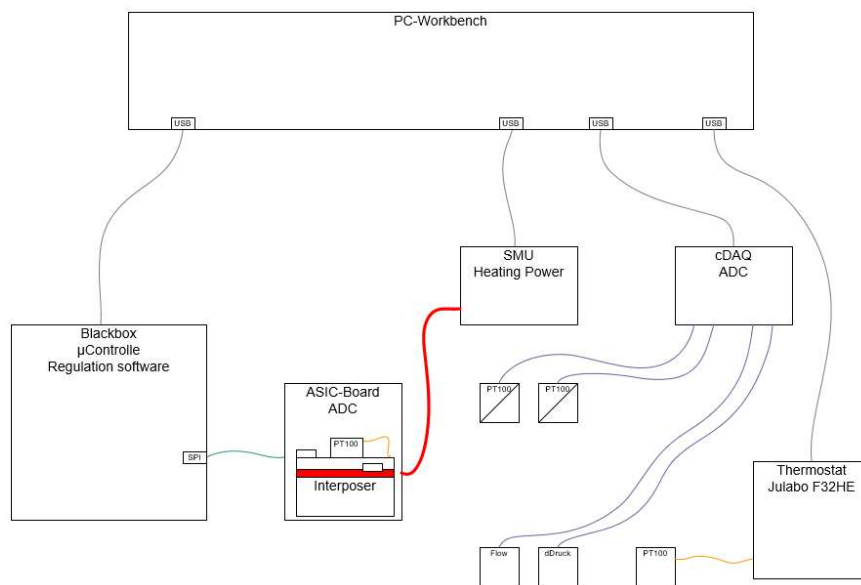 PC-Workbench
USB
USB
USB
USB
SMU
Heating Power
cDAQ
ADC
Blackbox
µControlle
Regulation software
ASIC-Board
ADC
PT100
PT100
PT100
SPI
Interposer
Thermostat
Julabo F32HE
Flow
dDruck
PT100